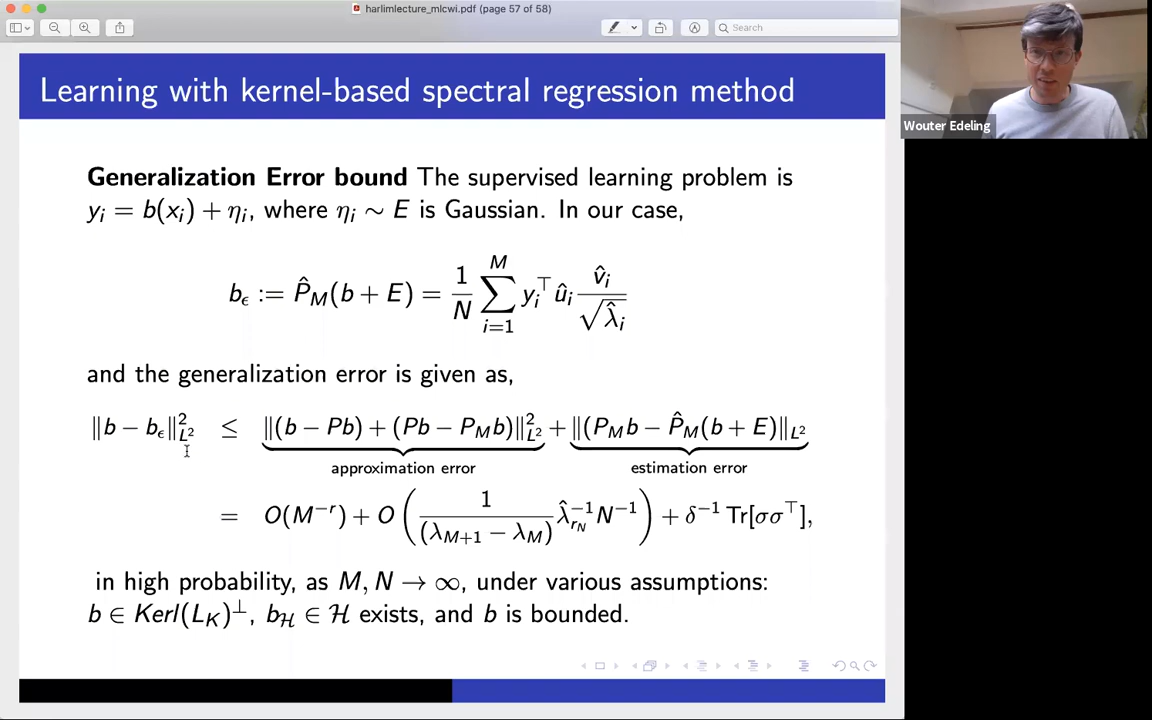 harlimlecture_mlcwi.pdf (page 57 of 58)
Search
Learning with kernel-based spectral regression method
Wouter Edeling
Generalization Error bound The supervised learning problem is
y_i = b(x_i) + η_i, where η_i ∼ E is Gaussian. In our case,
b_ϵ := P̂_M(b + E) = 1/N ∑_{i=1}^{M} y_i^⊤ û_i v̂_i/√λ̂_i
and the generalization error is given as,
‖b − b_ϵ‖²_{L²} ≤ ‖(b − Pb) + (Pb − P_M b)‖²_{L²} + ‖(P_M b − P̂_M(b + E)‖_{L²}
approximation error estimation error
= O(M^{−r}) + O(1/(λ_{M+1} − λ_M) λ̂_{r_N}^{−1} N^{−1}) + δ^{−1} Tr[σσ^⊤],
in high probability, as M, N → ∞, under various assumptions:
b ∈ Kerl(L_K)^⊥, b_ℋ ∈ ℋ exists, and b is bounded.